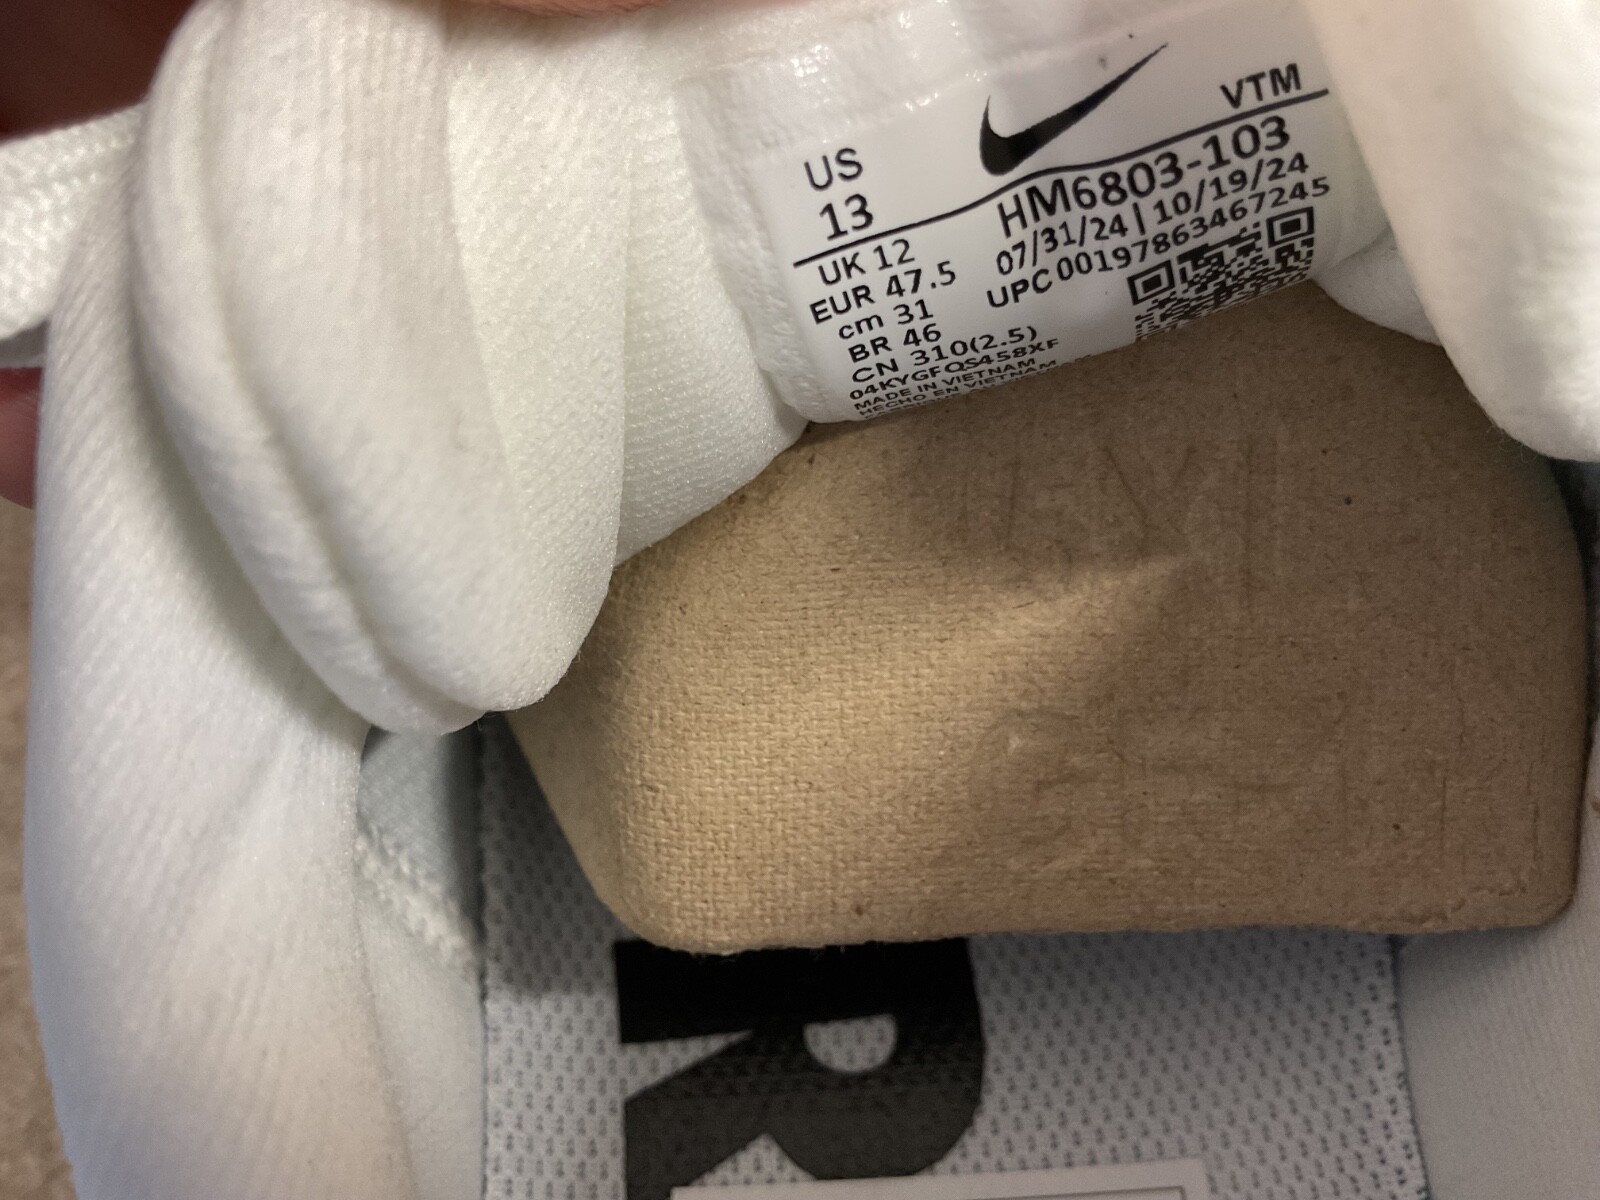 VTM
US
13
HM6803-103
07/31/24 | 10/19/24
UPC 00197863467245
UK 12
EUR 47.5
cm 31
BR 46
CN 310(2.5)
04KYGFQS458XF
MADE IN VIETNAM
HECHO EN VIETNAM
R